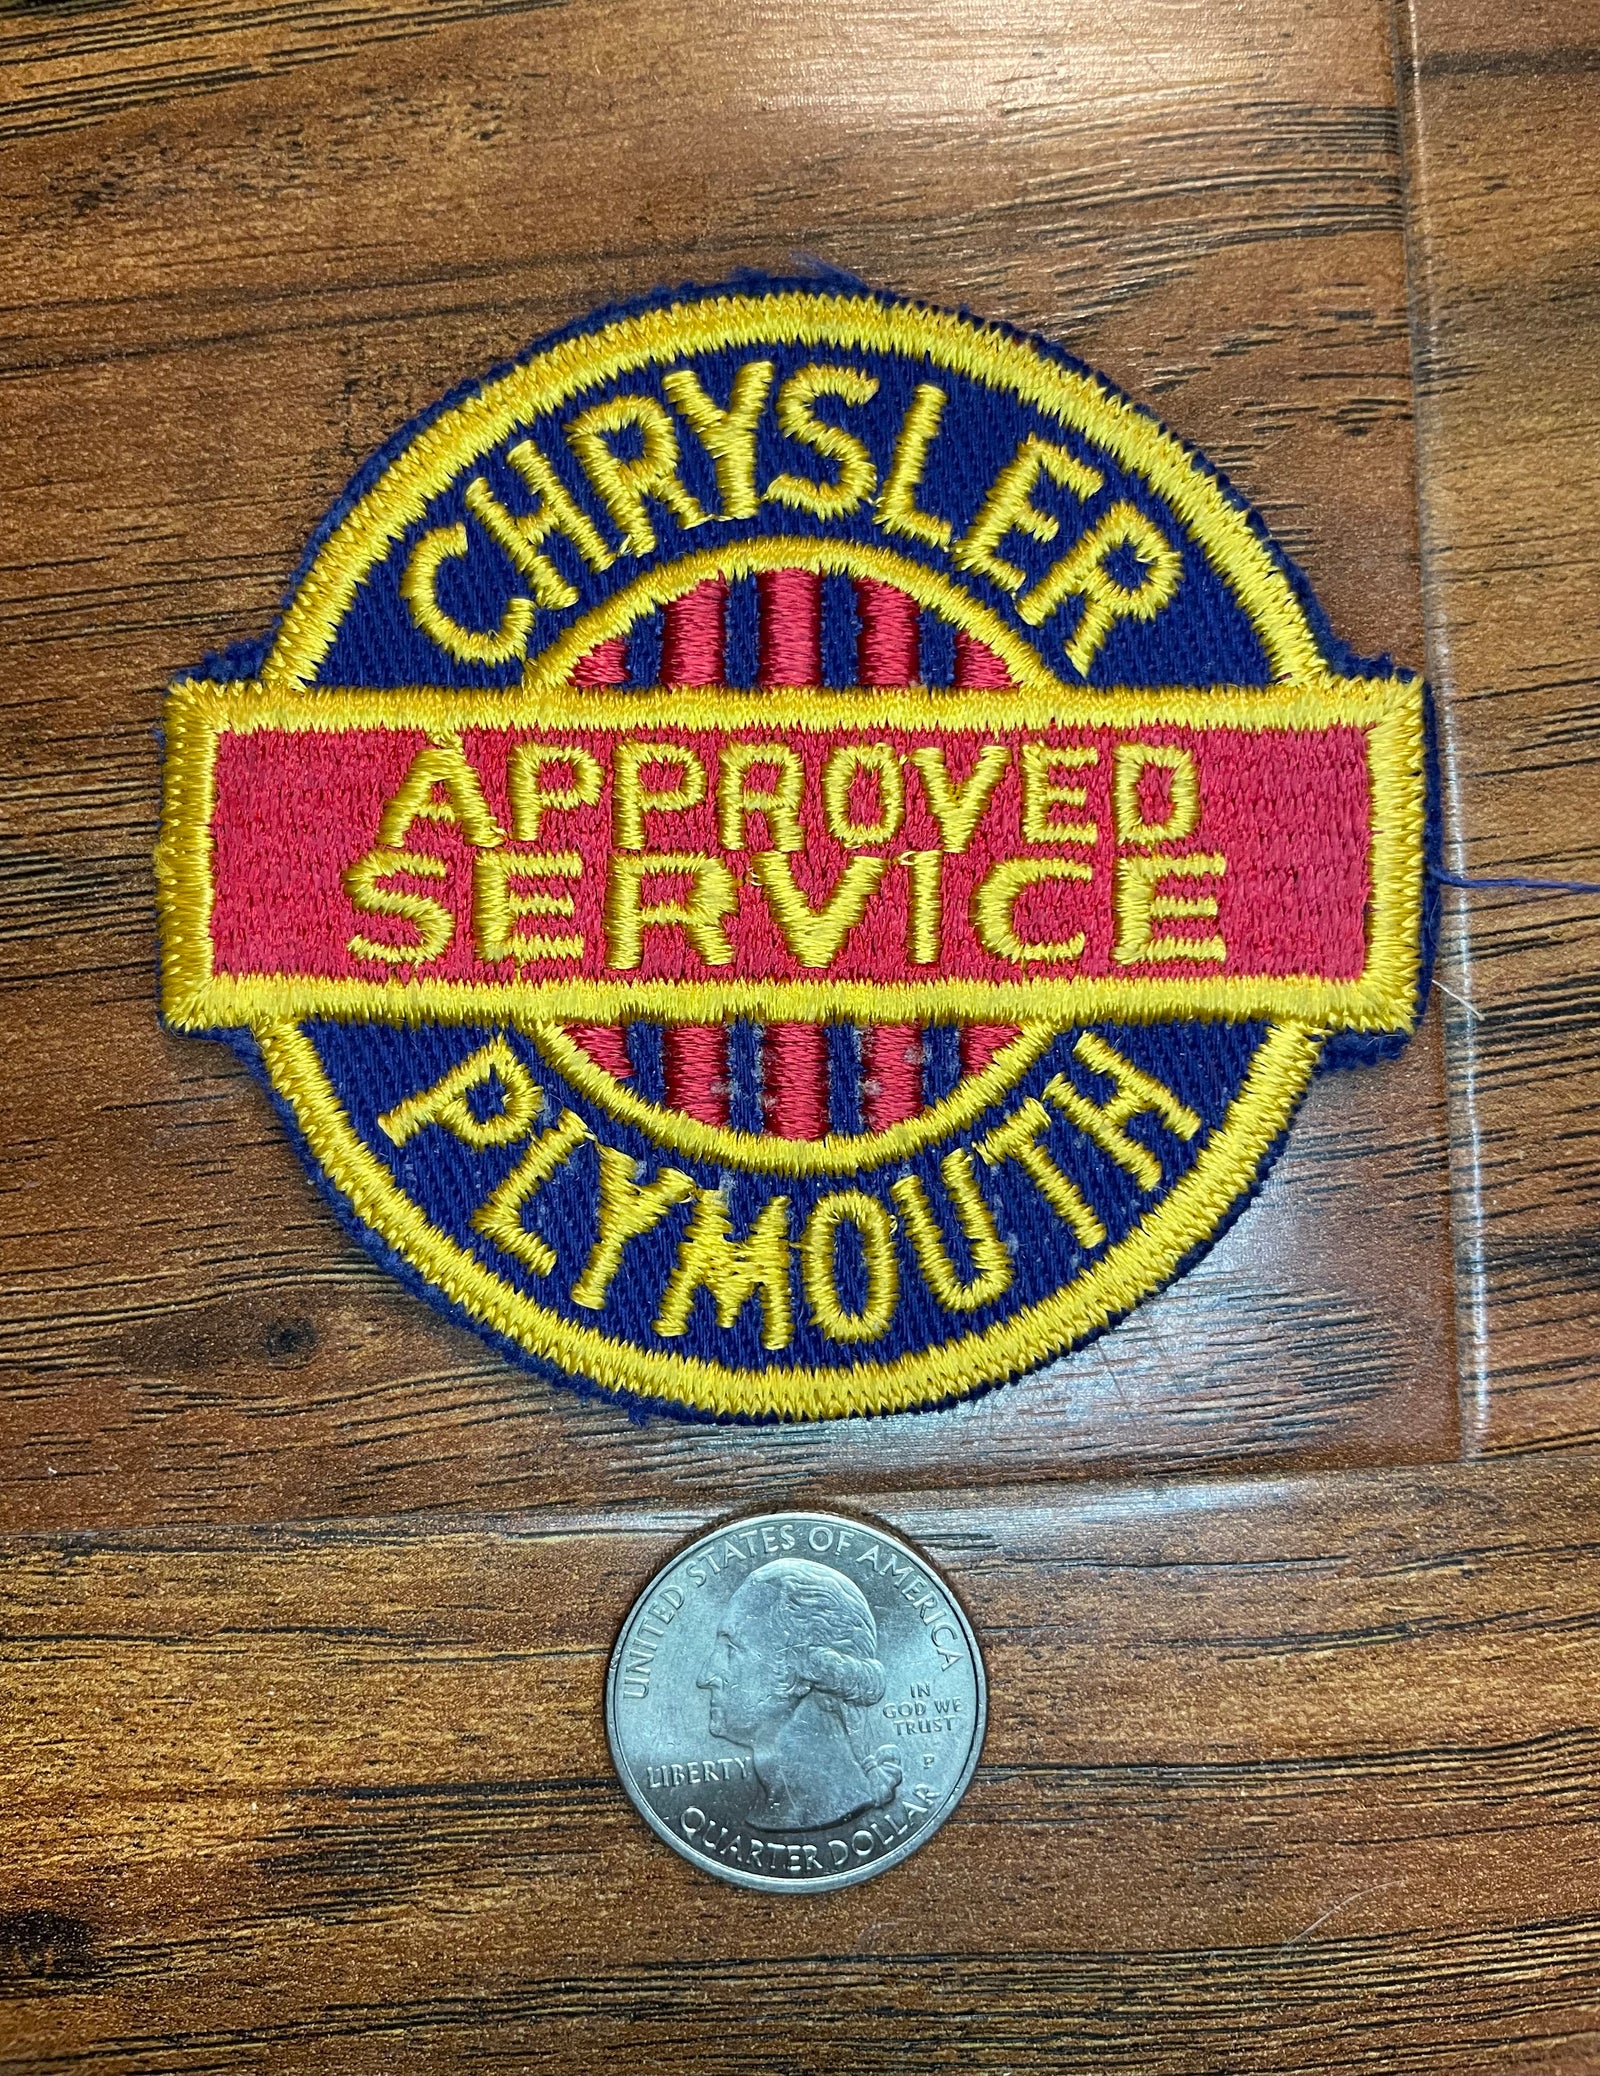 CHRYSLER
APPROVED
SERVICE
PLYMOUTH
UNITED STATES OF AMERICA
IN
GOD WE
TRUST
LIBERTY
P
QUARTER DOLLAR